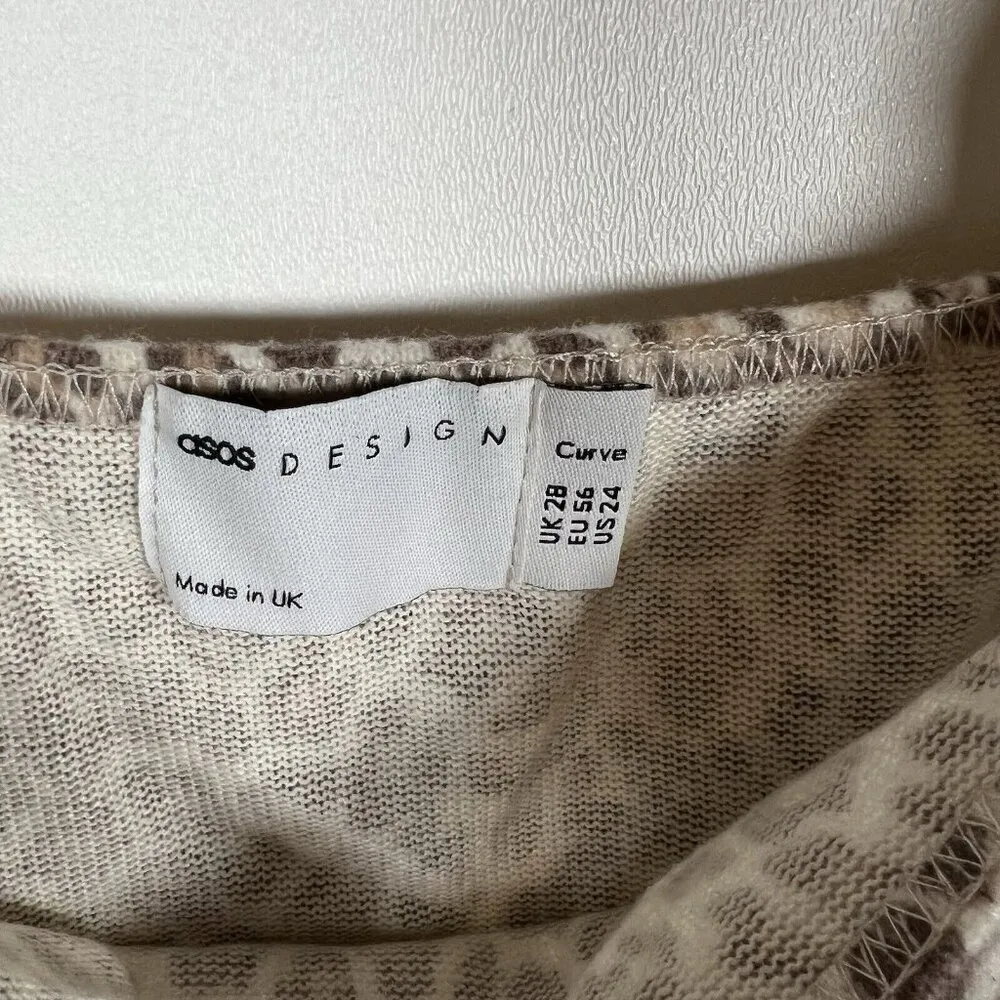 asos DESIGN
Made in UK
Curve
UK 28
EU 56
US 24